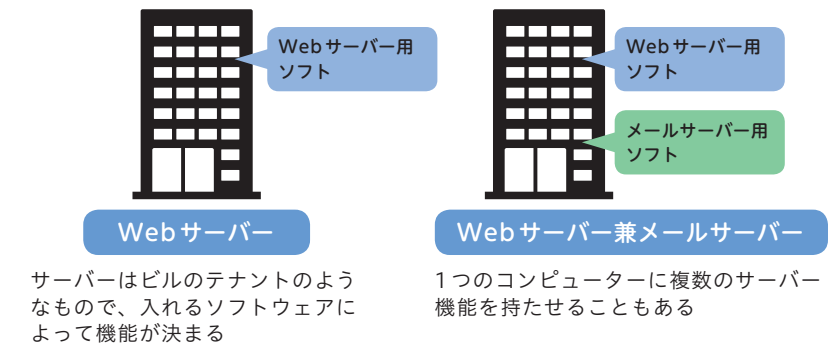 Webサーバー用
ソフト
Webサーバー
サーバーはビルのテナントのよう
なもので、入れるソフトウェアに
よって機能が決まる
Webサーバー用
ソフト
メールサーバー用
ソフト
Webサーバー兼メールサーバー
1つのコンピューターに複数のサーバー
機能を持たせることもある